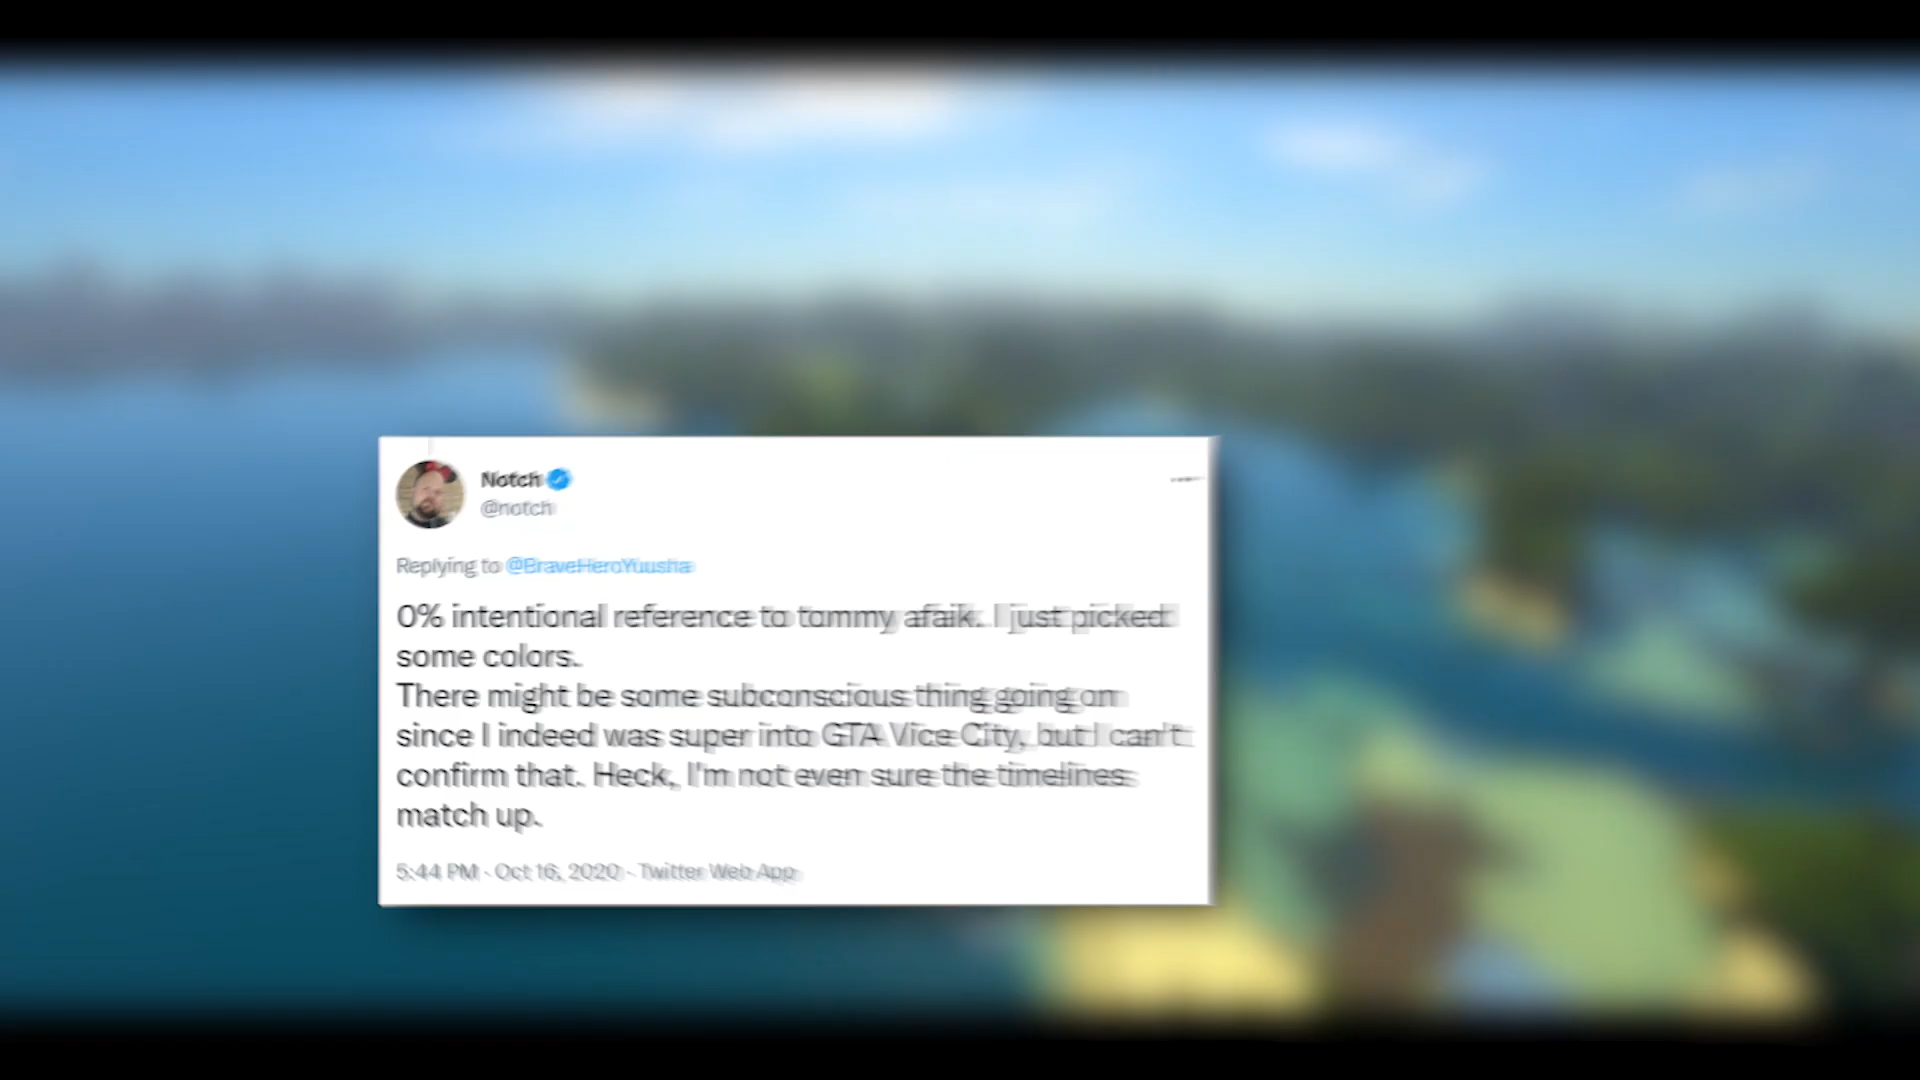 Notch
@notch
Replying to @BraveHeroYuusha
0% intentional reference to tommy afaik. I just picked
some colors.
There might be some subconscious thing going on
since I indeed was super into GTA Vice City, but I can't
confirm that. Heck, I'm not even sure the timelines
match up.
5:44 PM · Oct 16, 2020 · Twitter Web App